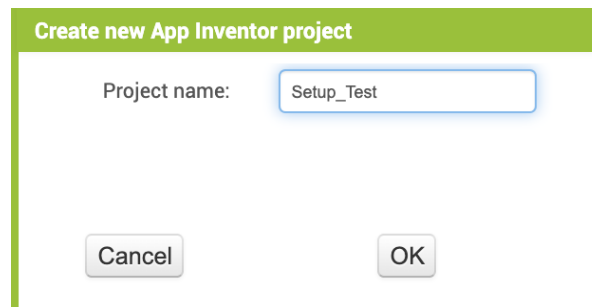 Create new App Inventor project
Project name: Setup_Test
Cancel OK